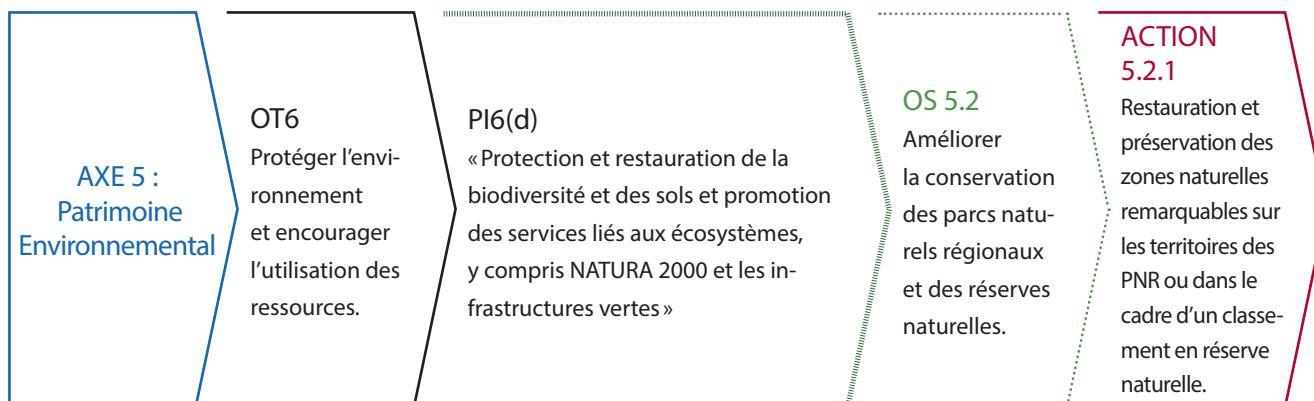 AXE 5 :
Patrimoine
Environnemental
OT6
Protéger l’envi-
ronnement
et encourager
l’utilisation des
ressources.
PI6(d)
« Protection et restauration de la
biodiversité et des sols et promotion
des services liés aux écosystèmes,
y compris NATURA 2000 et les in-
frastructures vertes »
OS 5.2
Améliorer
la conservation
des parcs natu-
rels régionaux
et des réserves
naturelles.
ACTION
5.2.1
Restauration et
préservation des
zones naturelles
remarquables sur
les territoires des
PNR ou dans le
cadre d’un classe-
ment en réserve
naturelle.